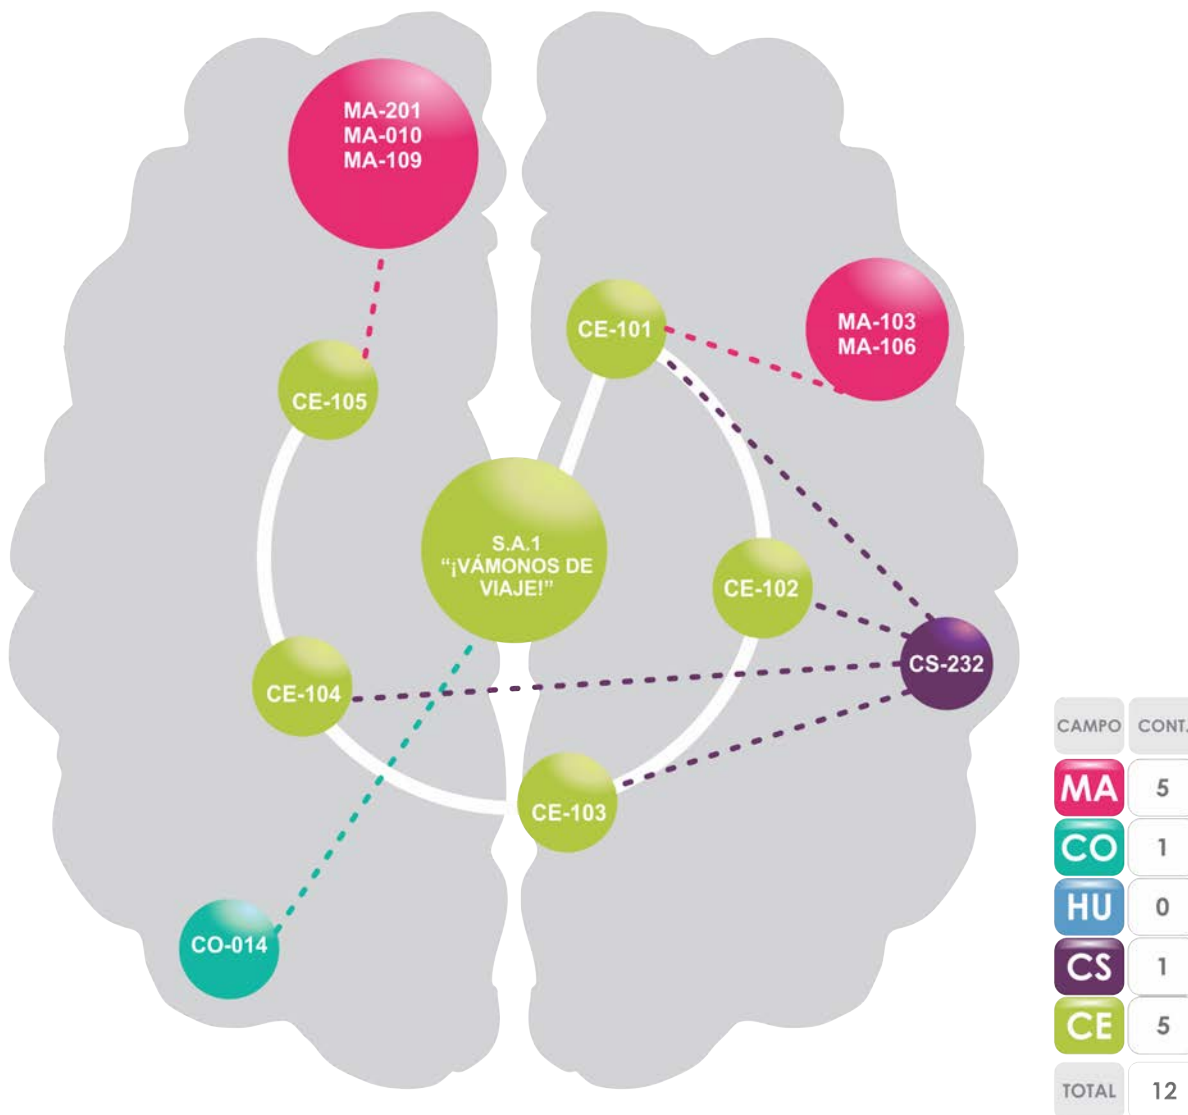 MA-201
MA-010
MA-109
CE-101
MA-103
MA-106
CE-105
S.A.1
“¡VÁMONOS DE
VIAJE!”
CE-102
CS-232
CE-104
CE-103
CO-014
CAMPO CONT.
MA 5
CO 1
HU 0
CS 1
CE 5
TOTAL 12